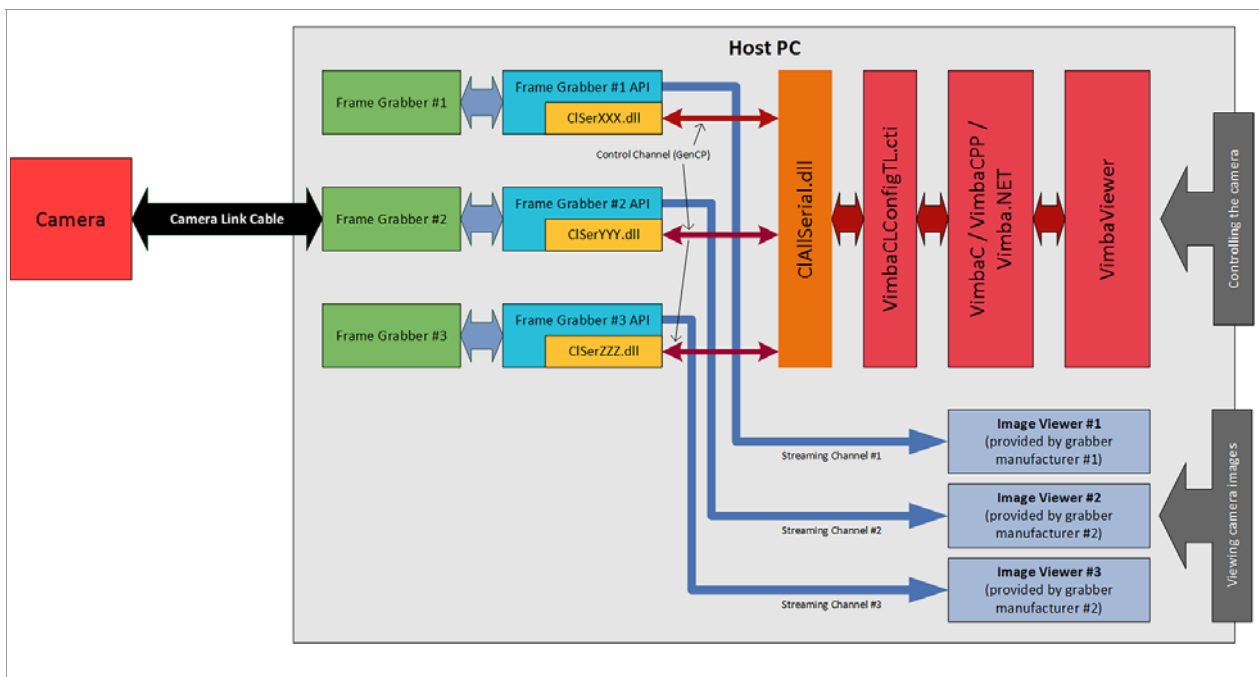 Host PC
Frame Grabber #1
Frame Grabber #1 API
ClSerXXX.dll
Control Channel (GenCP)
Camera
Camera Link Cable
Frame Grabber #2
Frame Grabber #2 API
ClSerYYY.dll
Frame Grabber #3
Frame Grabber #3 API
ClSerZZZ.dll
ClAllSerial.dll
VimbaCLConfigTL.cti
VimbaC / VimbaCPP /
Vimba.NET
VimbaViewer
Controlling the camera
Streaming Channel #1
Image Viewer #1
(provided by grabber
manufacturer #1)
Streaming Channel #2
Image Viewer #2
(provided by grabber
manufacturer #2)
Streaming Channel #3
Image Viewer #3
(provided by grabber
manufacturer #2)
Viewing camera images